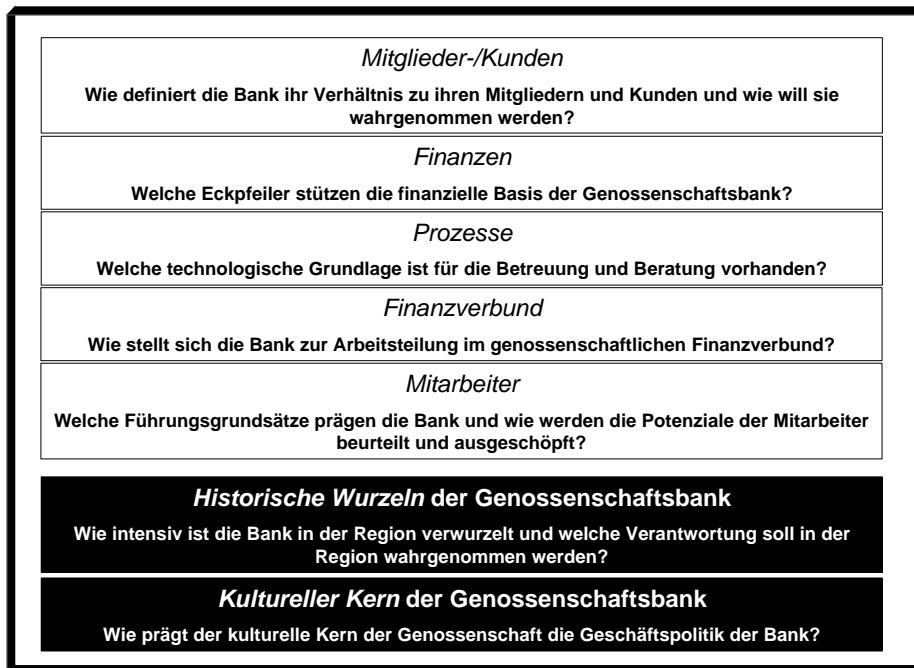 Mitglieder-/Kunden
Wie definiert die Bank ihr Verhältnis zu ihren Mitgliedern und Kunden und wie will sie
wahrgenommen werden?
Finanzen
Welche Eckpfeiler stützen die finanzielle Basis der Genossenschaftsbank?
Prozesse
Welche technologische Grundlage ist für die Betreuung und Beratung vorhanden?
Finanzverbund
Wie stellt sich die Bank zur Arbeitsteilung im genossenschaftlichen Finanzverbund?
Mitarbeiter
Welche Führungsgrundsätze prägen die Bank und wie werden die Potenziale der Mitarbeiter
beurteilt und ausgeschöpft?
Historische Wurzeln der Genossenschaftsbank
Wie intensiv ist die Bank in der Region verwurzelt und welche Verantwortung soll in der
Region wahrgenommen werden?
Kultureller Kern der Genossenschaftsbank
Wie prägt der kulturelle Kern der Genossenschaft die Geschäftspolitik der Bank?